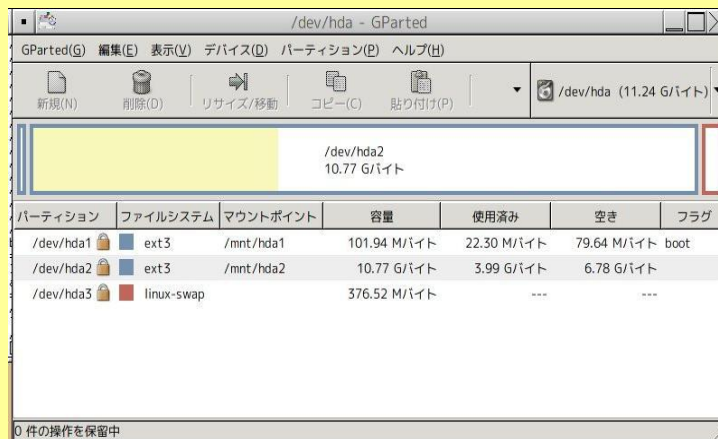 /dev/hda - GParted
GParted(G) 編集(E) 表示(V) デバイス(D) パーティション(P) ヘルプ(H)
新規(N) 削除(D) リサイズ/移動 コピー(C) 貼り付け(P) /dev/hda (11.24 Gバイト)
/dev/hda2
10.77 Gバイト
パーティション ファイルシステム マウントポイント 容量 使用済み 空き フラグ
/dev/hda1 ext3 /mnt/hda1 101.94 Mバイト 22.30 Mバイト 79.64 Mバイト boot
/dev/hda2 ext3 /mnt/hda2 10.77 Gバイト 3.99 Gバイト 6.78 Gバイト
/dev/hda3 linux-swap 376.52 Mバイト --- ---
0 件の操作を保留中